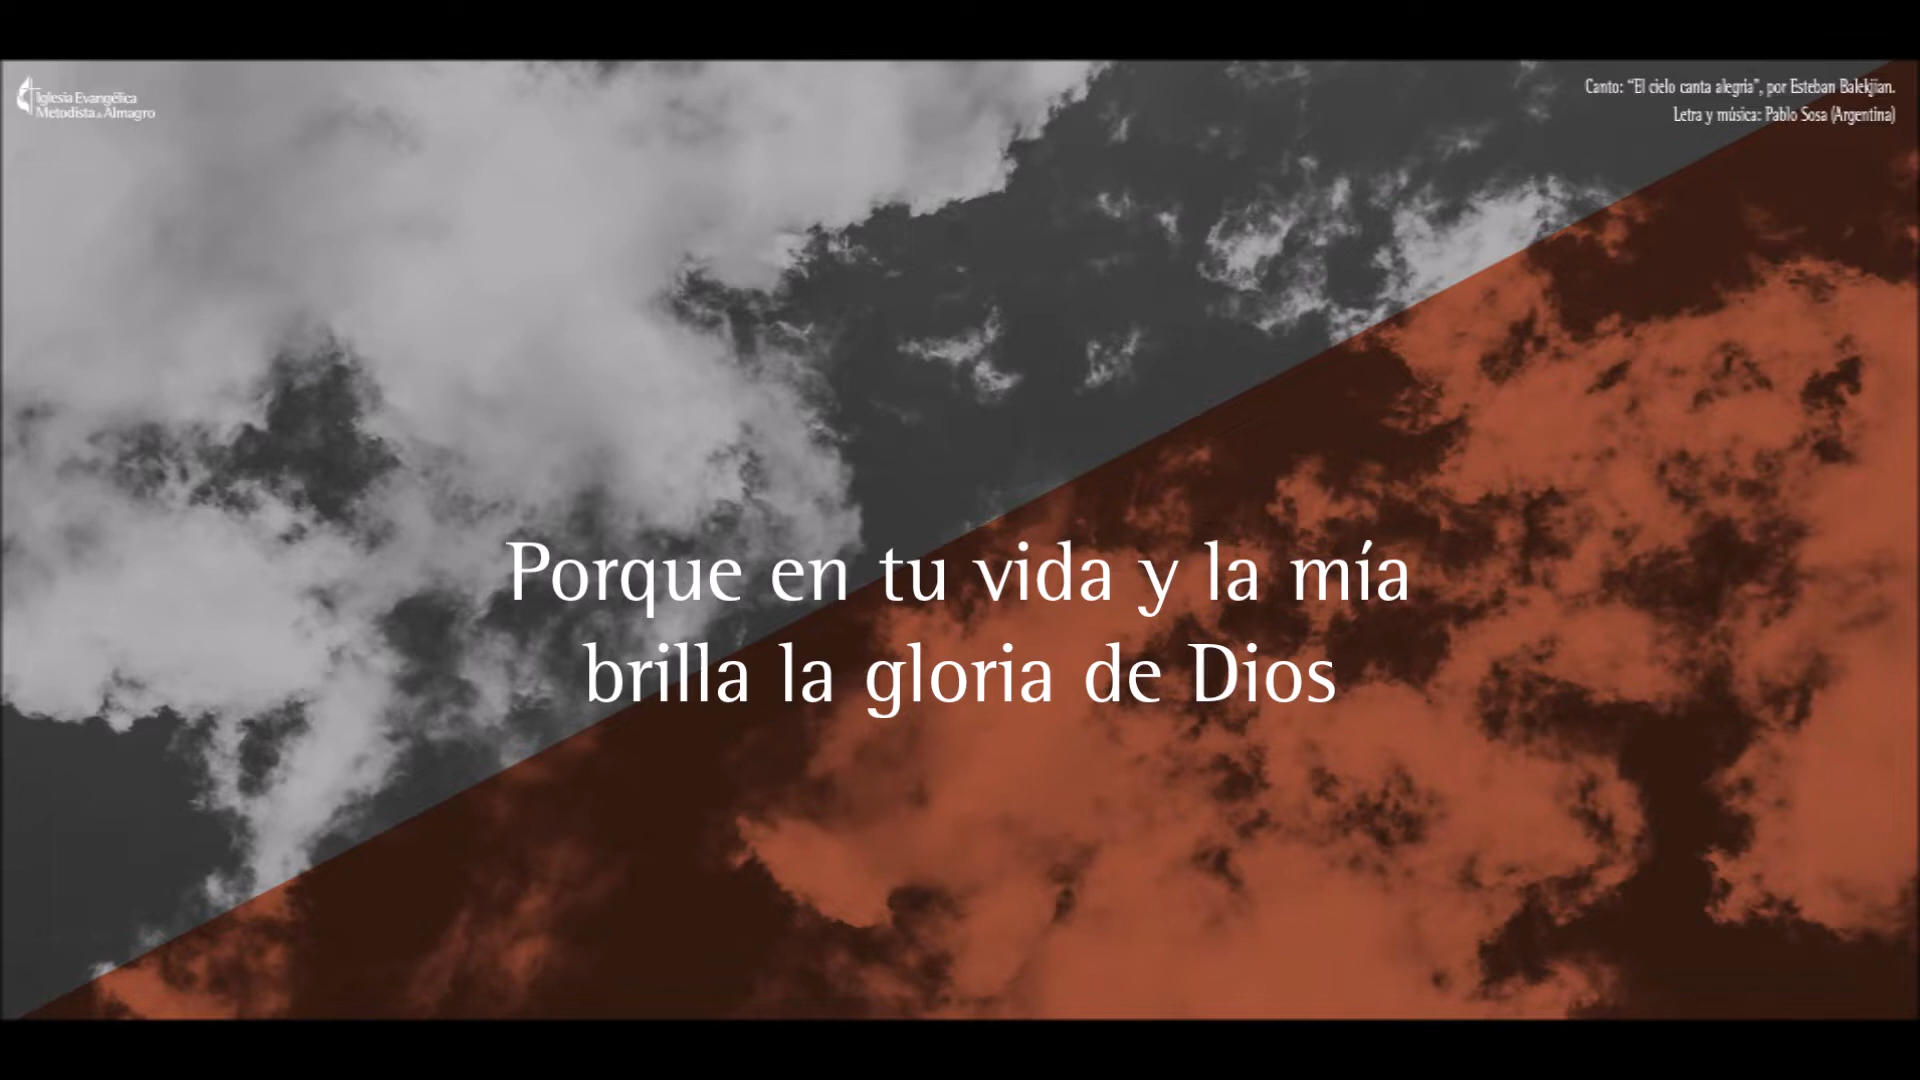 Iglesia Evangélica
Metodista de Almagro
Canto: "El cielo canta alegría", por Esteban Balekjian.
Letra y música: Pablo Sosa (Argentina)
Porque en tu vida y la mía
brilla la gloria de Dios